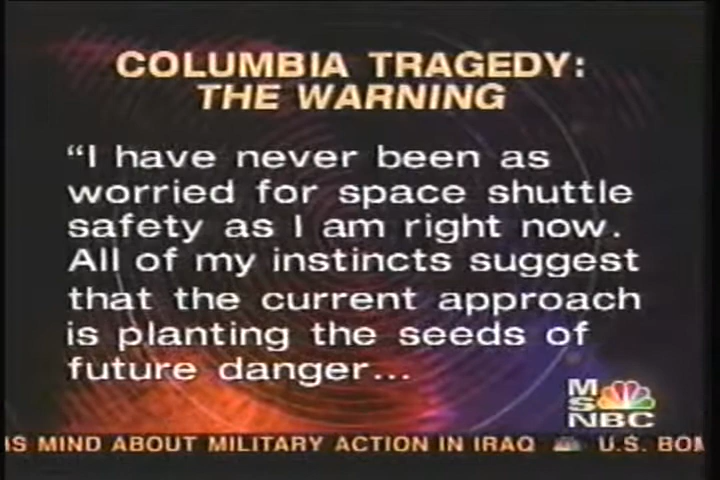 COLUMBIA TRAGEDY:
THE WARNING
“I have never been as
worried for space shuttle
safety as I am right now.
All of my instincts suggest
that the current approach
is planting the seeds of
future danger...
MSNBC
IS MIND ABOUT MILITARY ACTION IN IRAQ U.S. BOM